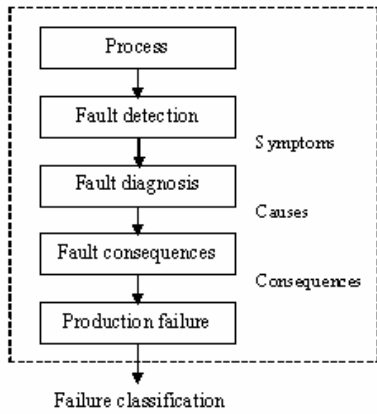 Process
Fault detection
Symptoms
Fault diagnosis
Causes
Fault consequences
Consequences
Production failure
Failure classification